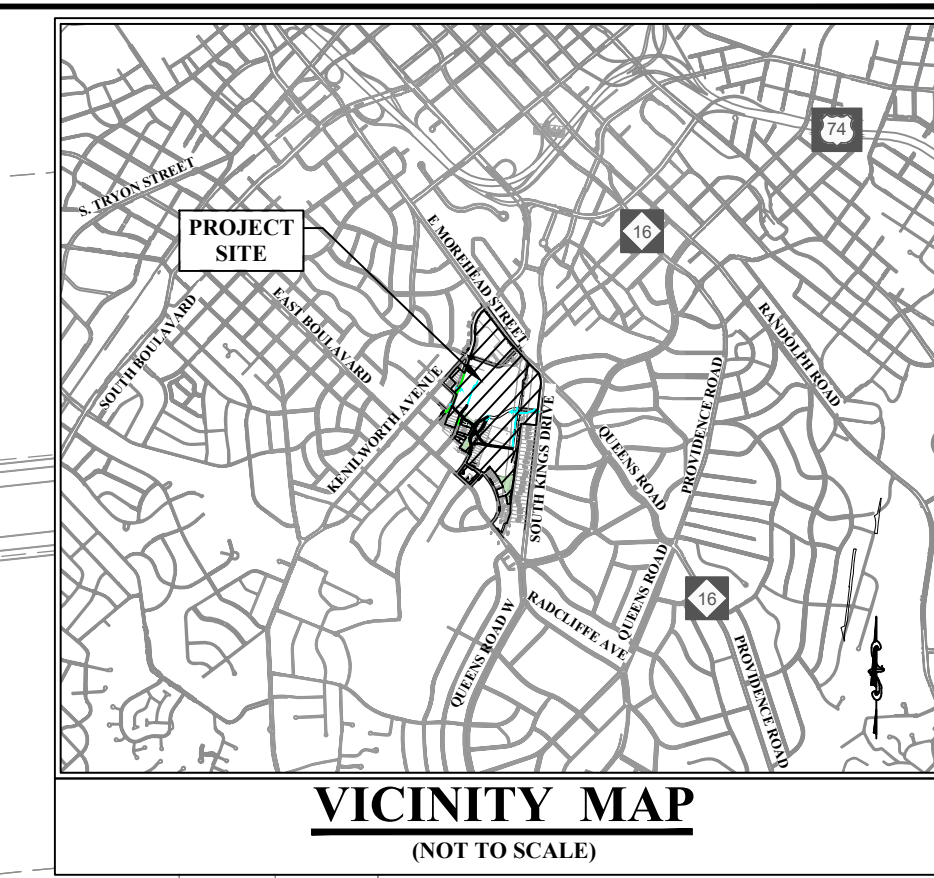 74
S. TRYON STREET
PROJECT
SITE
E MOREHEAD STREET
16
EAST BOULAVARD
SOUTH BOULAVARD
RANDOLPH ROAD
KENILWORTH AVENUE
PROVIDENCE ROAD
SOUTH KINGS DRIVE
QUEENS ROAD
QUEENS ROAD
16
RADCLIFFE AVE
QUEENS ROAD W
PROVIDENCE ROAD
VICINITY MAP
(NOT TO SCALE)